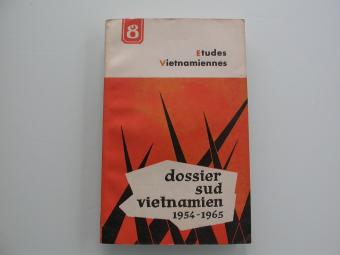 8
Etudes
Vietnamiennes
dossier
sud
vietnamien
1954-1965